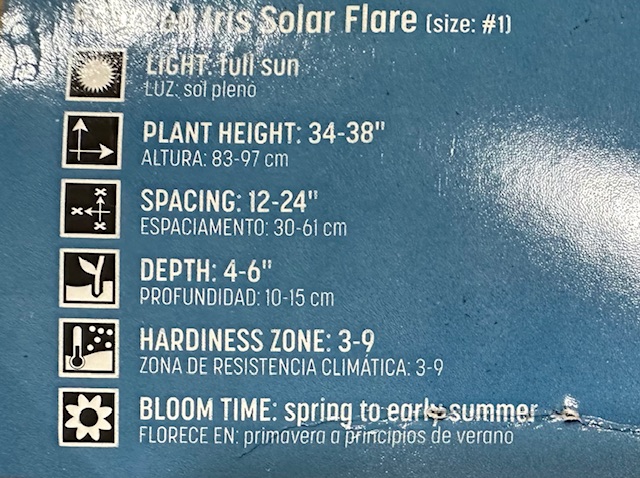 Iris Solar Flare (size: #1)
LIGHT: full sun
LUZ: sol pleno
PLANT HEIGHT: 34-38"
ALTURA: 83-97 cm
SPACING: 12-24"
ESPACIAMENTO: 30-61 cm
DEPTH: 4-6"
PROFUNDIDAD: 10-15 cm
HARDINESS ZONE: 3-9
ZONA DE RESISTENCIA CLIMÁTICA: 3-9
BLOOM TIME: spring to early summer
FLORECE EN: primavera a principios de verano